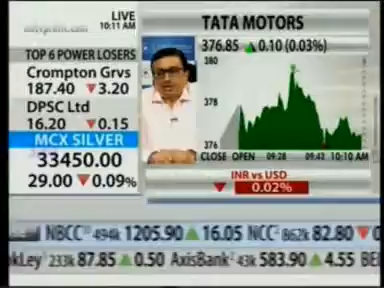 LIVE
10:11 AM
TATA MOTORS
376.85 ▲ 0.10 (0.03%)
TOP 6 POWER LOSERS
Crompton Grvs
187.40 ▼ 3.20
DPSC Ltd
16.20 ▼ 0.15
MCX SILVER
33450.00
29.00 ▼ 0.09%
380
378
376
CLOSE OPEN 09:28 09:42 10:10 AM
INR vs USD
▼ 0.02%
NBCC 494k 1205.90 ▲ 16.05 NCC 862k 82.80 ▼ 0
kLey 233k 87.85 ▲ 0.50 AxisBank 43k 583.90 ▲ 4.55 BE